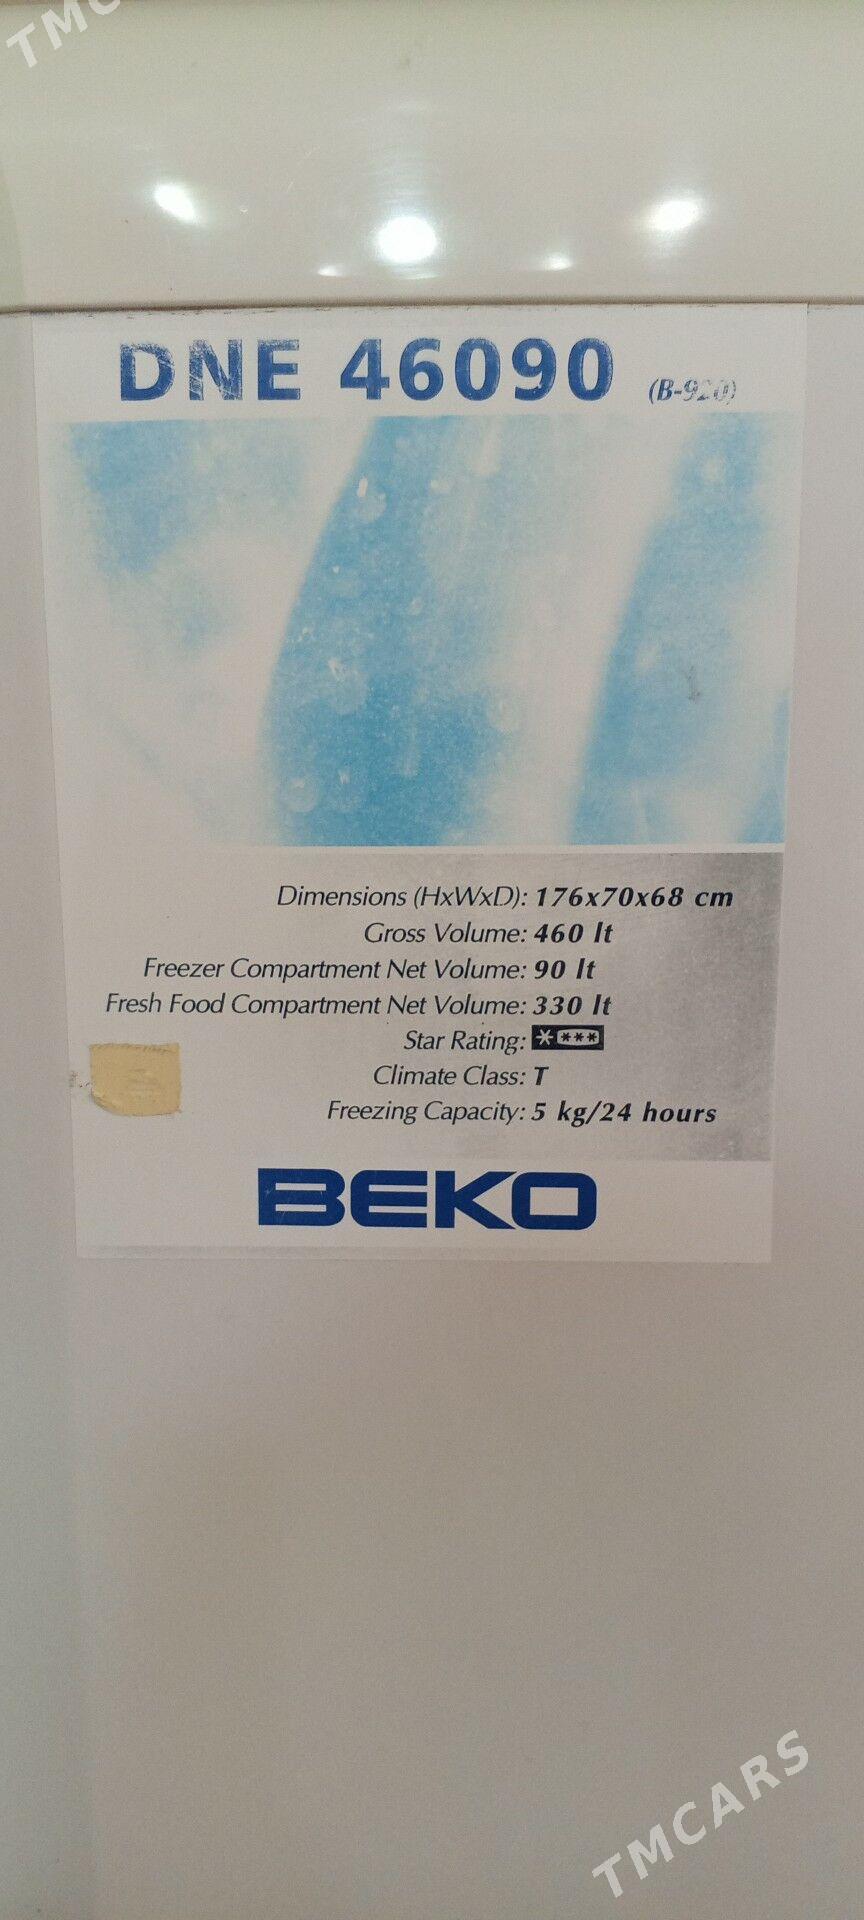 DNE 46090 (B-920)
Dimensions (HxWxD): 176x70x68 cm
Gross Volume: 460 lt
Freezer Compartment Net Volume: 90 lt
Fresh Food Compartment Net Volume: 330 lt
Star Rating: * ***
Climate Class: T
Freezing Capacity: 5 kg/24 hours
BEKO
TMCARS